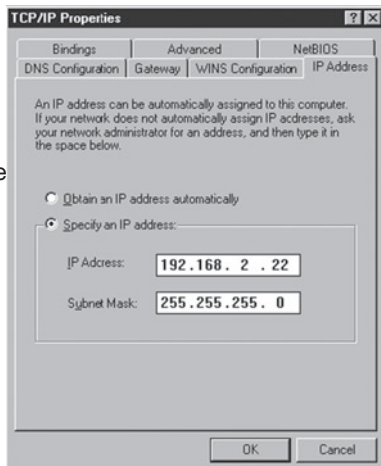 TCP/IP Properties
Bindings Advanced NetBIOS
DNS Configuration Gateway WINS Configuration IP Address
An IP address can be automatically assigned to this computer.
If your network does not automatically assign IP addresses, ask
your network administrator for an address, and then type it in
the space below.
e
Obtain an IP address automatically
Specify an IP address:
IP Address: 192.168. 2 .22
Subnet Mask: 255.255.255. 0
OK Cancel